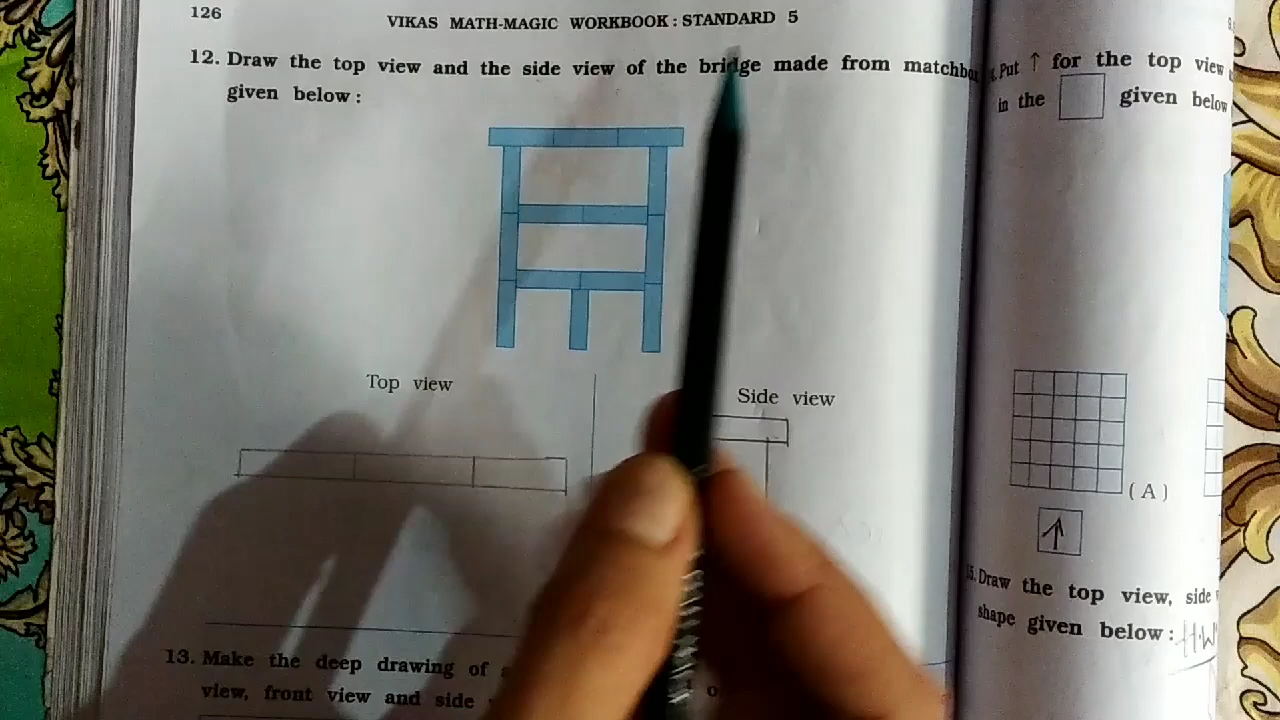 126
VIKAS MATH-MAGIC WORKBOOK : STANDARD 5
12. Draw the top view and the side view of the bridge made from
given below :
Top view
Side view
13. Make the deep drawing of
view, front view and side
Put ↑ for the top view
in the □ given below
( A )
↑
Draw the top view, side
shape given below :
H.W